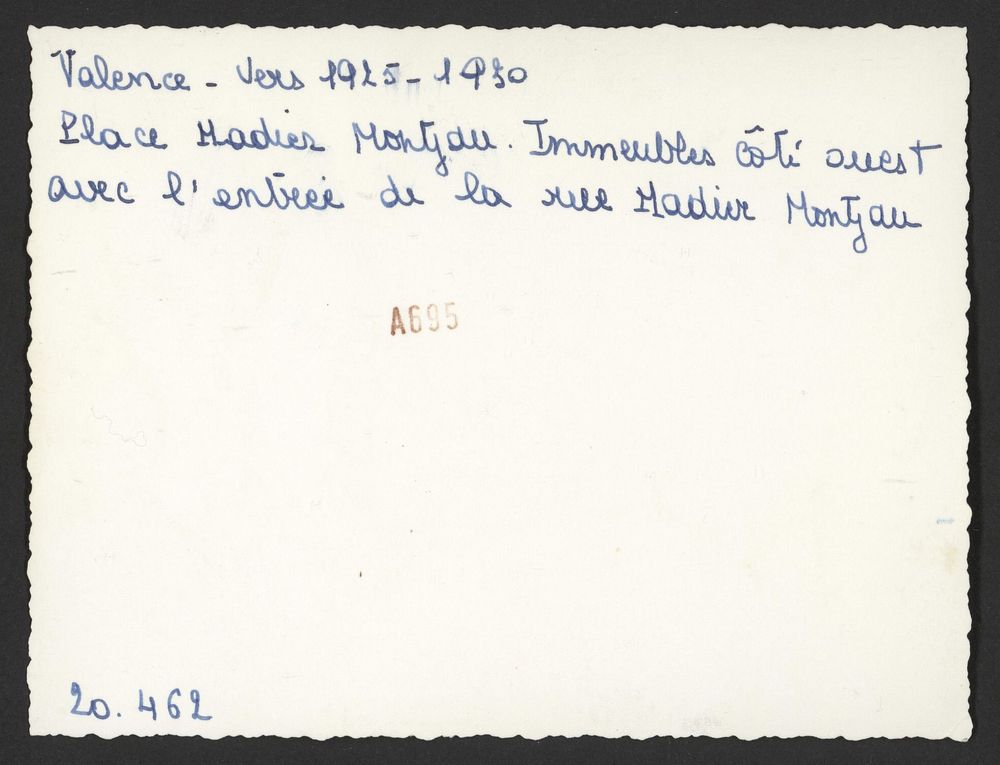 Valence - Vers 1925-1930
Place Madier Montjau. Immeubles côté ouest
avec l'entrée de la rue Madier Montjau
A695
20.462